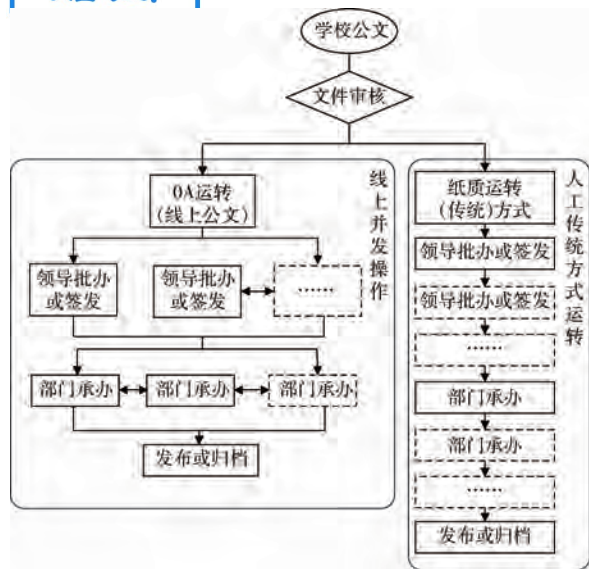 学校公文
文件审核
OA运转
(线上公文)
领导批办
或签发
领导批办
或签发
……
部门承办
部门承办
部门承办
发布或归档
线上并发操作
纸质运转
(传统)方式
领导批办或签发
领导批办或签发
……
部门承办
部门承办
……
发布或归档
人工传统方式运转